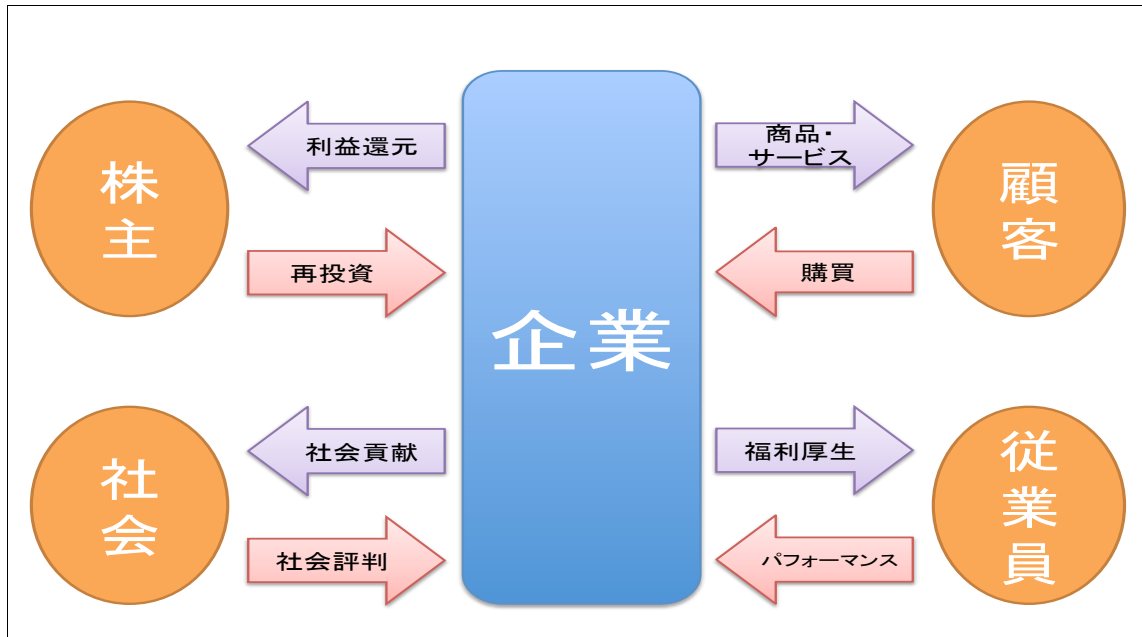 株主
利益還元
再投資
企業
商品・
サービス
購買
顧客
社会
社会貢献
社会評判
福利厚生
パフォーマンス
従業員